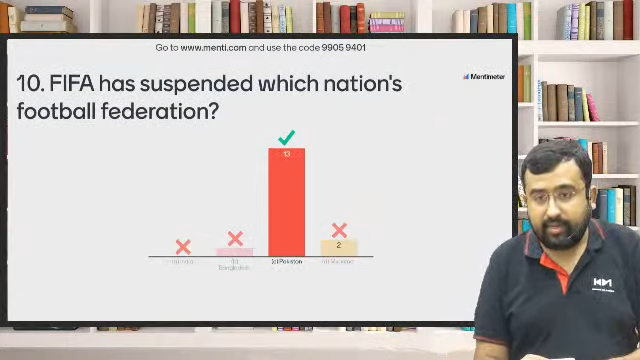 Go to www.menti.com and use the code 9905 9401
10. FIFA has suspended which nation's
football federation?
Mentimeter
13
2
(c) Pakistan
Bangladesh